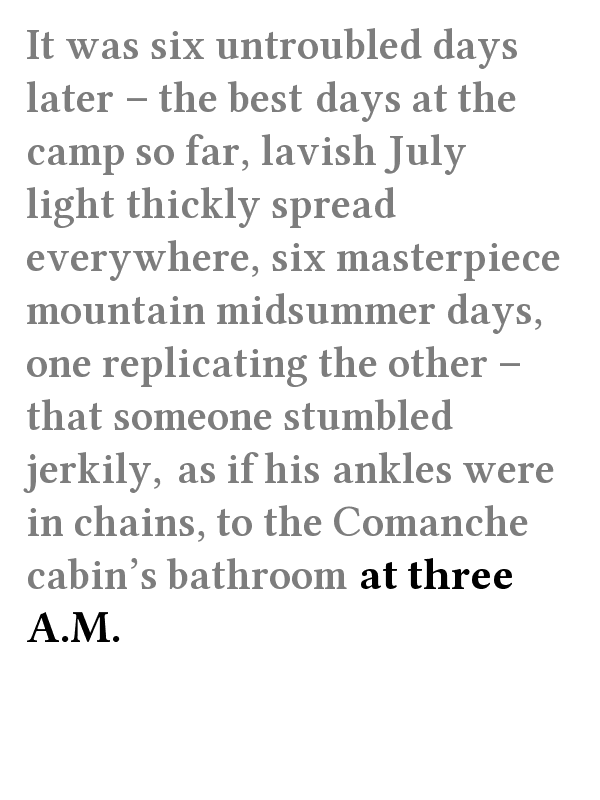 It was six untroubled days
later – the best days at the
camp so far, lavish July
light thickly spread
everywhere, six masterpiece
mountain midsummer days,
one replicating the other –
that someone stumbled
jerkily, as if his ankles were
in chains, to the Comanche
cabin’s bathroom at three
A.M.